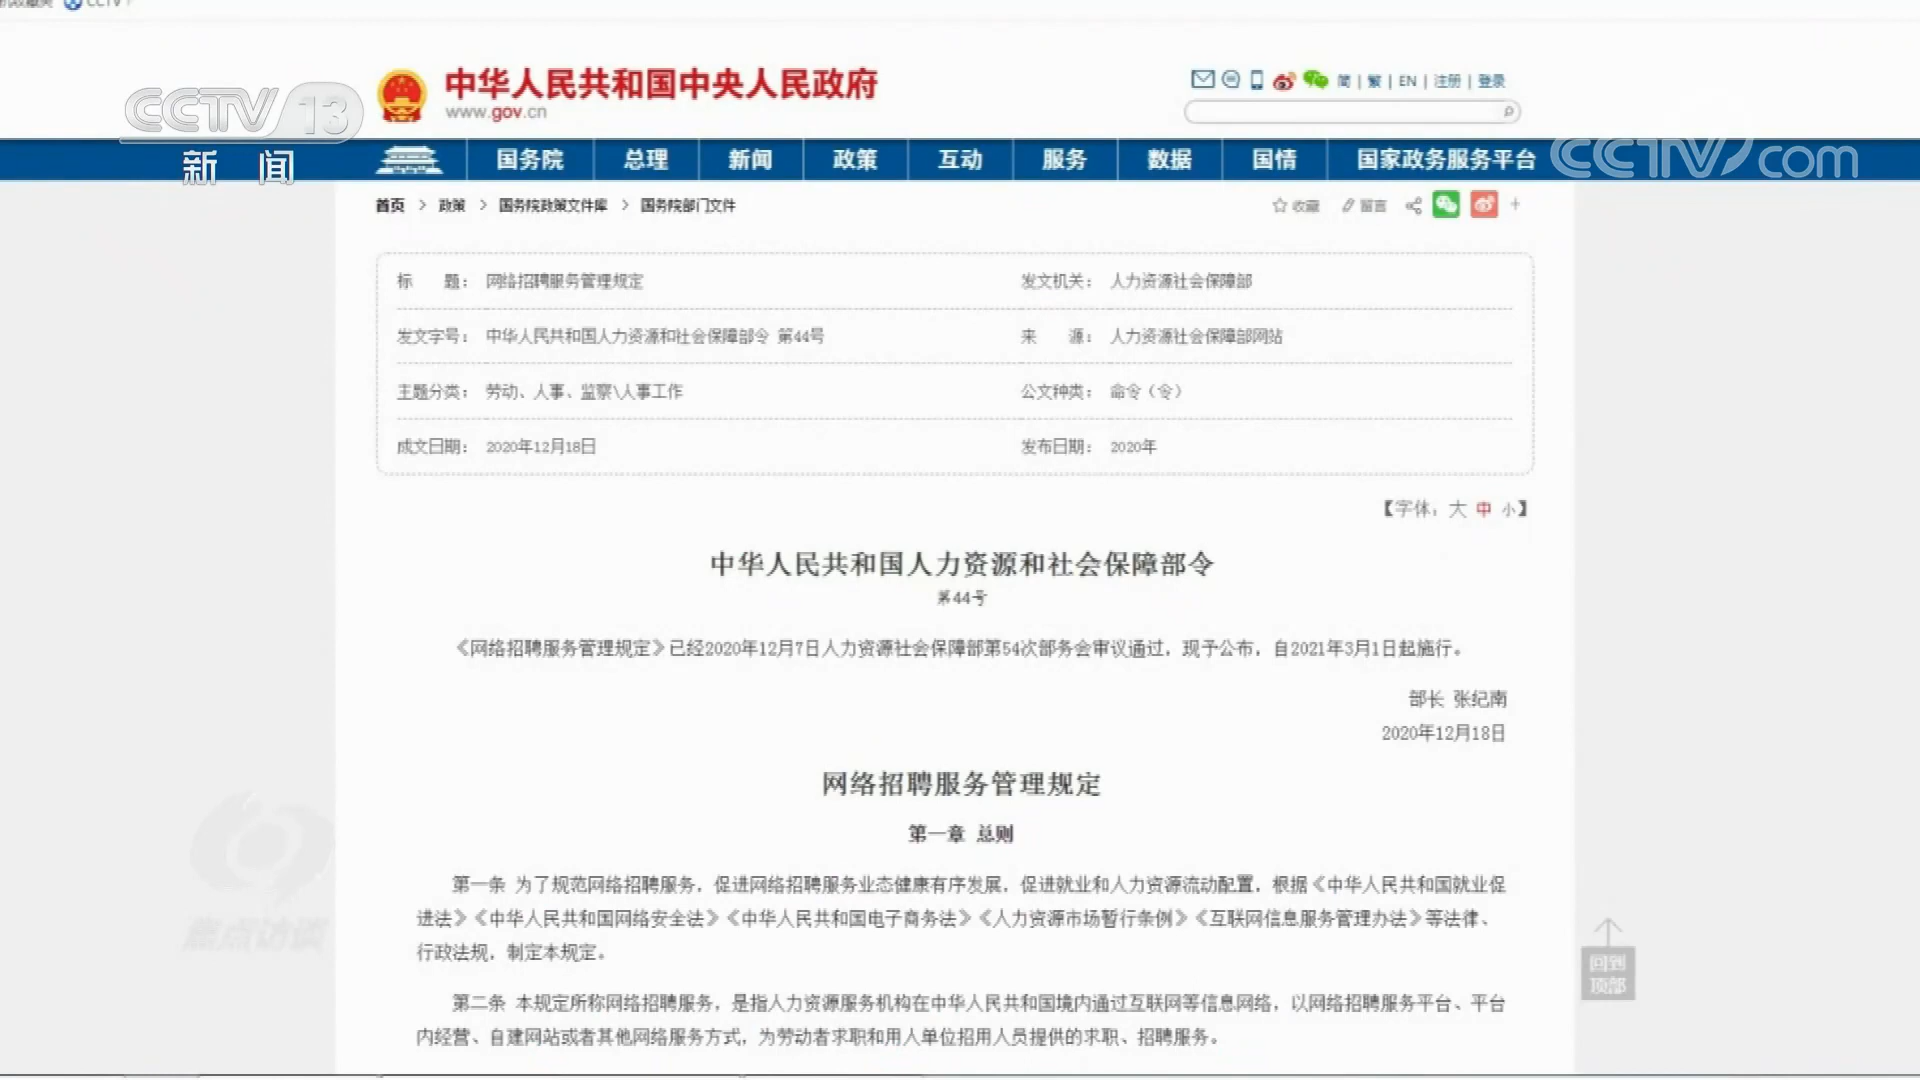 CCTV
CCTV 13
新闻
中华人民共和国中央人民政府
www.gov.cn
简 | 繁 | EN | 注册 | 登录
国务院 总理 新闻 政策 互动 服务 数据 国情 国家政务服务平台
CCTV com
首页 > 政策 > 国务院政策文件库 > 国务院部门文件
收藏 留言
标 题： 网络招聘服务管理规定 发文机关： 人力资源社会保障部
发文字号： 中华人民共和国人力资源和社会保障部令 第44号 来 源： 人力资源社会保障部网站
主题分类： 劳动、人事、监察\人事工作 公文种类： 命令（令）
成文日期： 2020年12月18日 发布日期： 2020年
【字体：大 中 小】
中华人民共和国人力资源和社会保障部令
第44号
《网络招聘服务管理规定》已经2020年12月7日人力资源社会保障部第54次部务会审议通过，现予公布，自2021年3月1日起施行。
部长 张纪南
2020年12月18日
网络招聘服务管理规定
第一章 总则
第一条 为了规范网络招聘服务，促进网络招聘服务业态健康有序发展，促进就业和人力资源流动配置，根据《中华人民共和国就业促
进法》《中华人民共和国网络安全法》《中华人民共和国电子商务法》《人力资源市场暂行条例》《互联网信息服务管理办法》等法律、
行政法规，制定本规定。
第二条 本规定所称网络招聘服务，是指人力资源服务机构在中华人民共和国境内通过互联网等信息网络，以网络招聘服务平台、平台
内经营、自建网站或者其他网络服务方式，为劳动者求职和用人单位招用人员提供的求职、招聘服务。
焦点访谈
回到
顶部